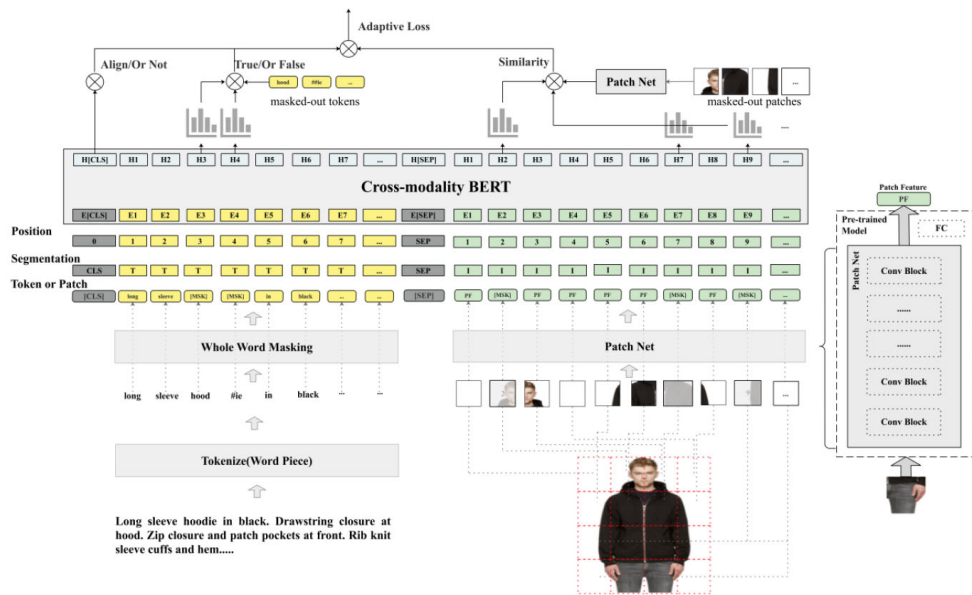 Adaptive Loss
Align/Or Not
True/Or False
Similarity
hood #ie ...
masked-out tokens
Patch Net
...
masked-out patches
...
H[CLS] H1 H2 H3 H4 H5 H6 H7 ... H[SEP] H1 H2 H3 H4 H5 H6 H7 H8 H9 ...
Cross-modality BERT
E[CLS] E1 E2 E3 E4 E5 E6 E7 ... E[SEP] E1 E2 E3 E4 E5 E6 E7 E8 E9 ...
Position
0 1 2 3 4 5 6 7 ... SEP 1 2 3 4 5 6 7 8 9 ...
Segmentation
CLS T T T T T T T ... SEP I I I I I I I I I ...
Token or Patch
[CLS] long sleeve [MSK] [MSK] in black ... ... [SEP] PF [MSK] PF PF PF PF [MSK] PF [MSK] ...
Whole Word Masking
Patch Net
long sleeve hood #ie in black ... ...
...
Tokenize(Word Piece)
Long sleeve hoodie in black. Drawstring closure at
hood. Zip closure and patch pockets at front. Rib knit
sleeve cuffs and hem.....
Patch Feature
PF
Pre-trained
Model
FC
Patch Net
Conv Block
......
......
Conv Block
Conv Block